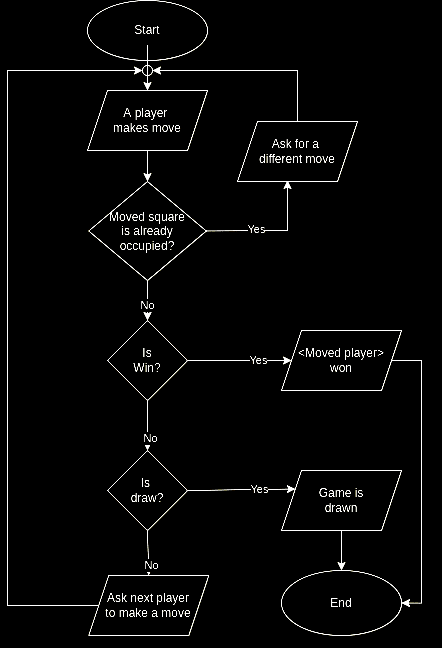 Start
A player
makes move
Ask for a
different move
Moved square
is already
occupied?
Yes
No
Is
Win?
Yes
<Moved player>
won
No
Is
draw?
Yes
Game is
drawn
No
Ask next player
to make a move
End